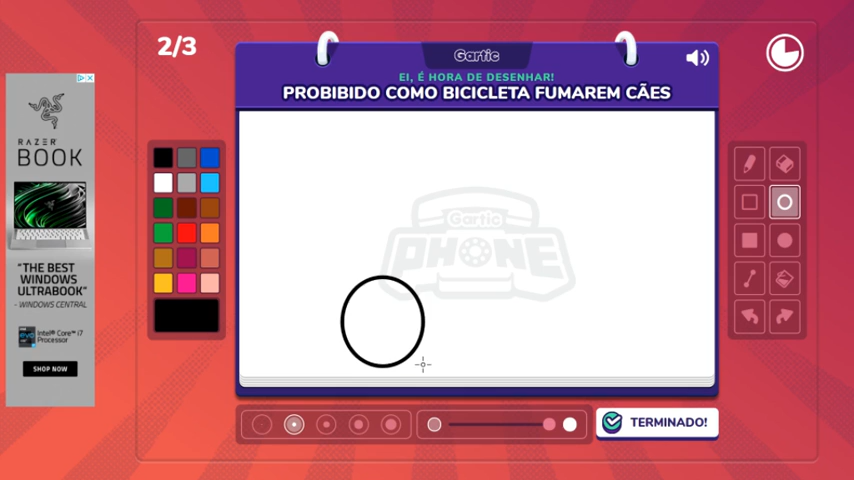 2/3
Gartic
EI, É HORA DE DESENHAR!
PROBIBIDO COMO BICICLETA FUMAREM CÃES
RAZER
BOOK
"THE BEST
WINDOWS
ULTRABOOK"
- WINDOWS CENTRAL
intel® Core™ i7
Processor
SHOP NOW
Gartic
PHONE
TERMINADO!